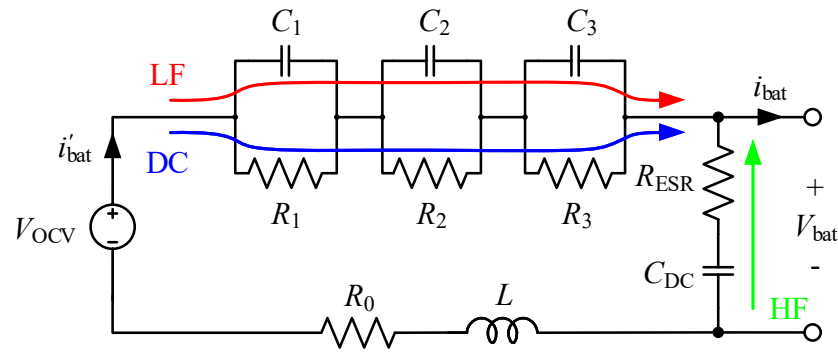 C1
C2
C3
LF
ibat
i'bat
DC
RESR
R1
R2
R3
+
VOCV
+
-
Vbat
CDC
-
R0
L
HF